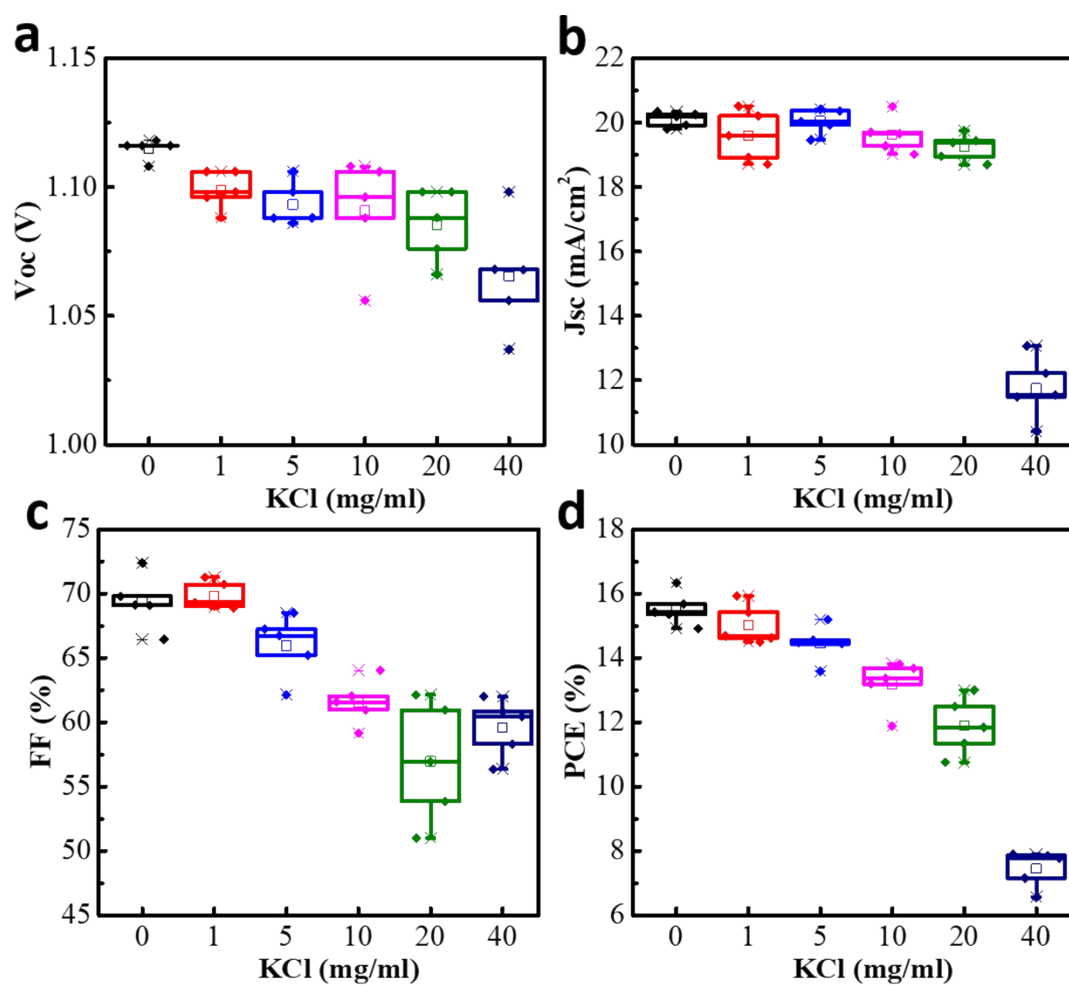 a
1.15
1.10
1.05
1.00
Voc (V)
0 1 5 10 20 40
KCl (mg/ml)
b
22
20
18
16
14
12
10
Jsc (mA/cm²)
0 1 5 10 20 40
KCl (mg/ml)
c
75
70
65
60
55
50
45
FF (%)
0 1 5 10 20 40
KCl (mg/ml)
d
18
16
14
12
10
8
6
PCE (%)
0 1 5 10 20 40
KCl (mg/ml)